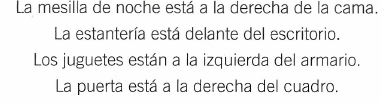 La mesilla de noche está a la derecha de la cama.
La estantería está delante del escritorio.
Los juguetes están a la izquierda del armario.
La puerta está a la derecha del cuadro.